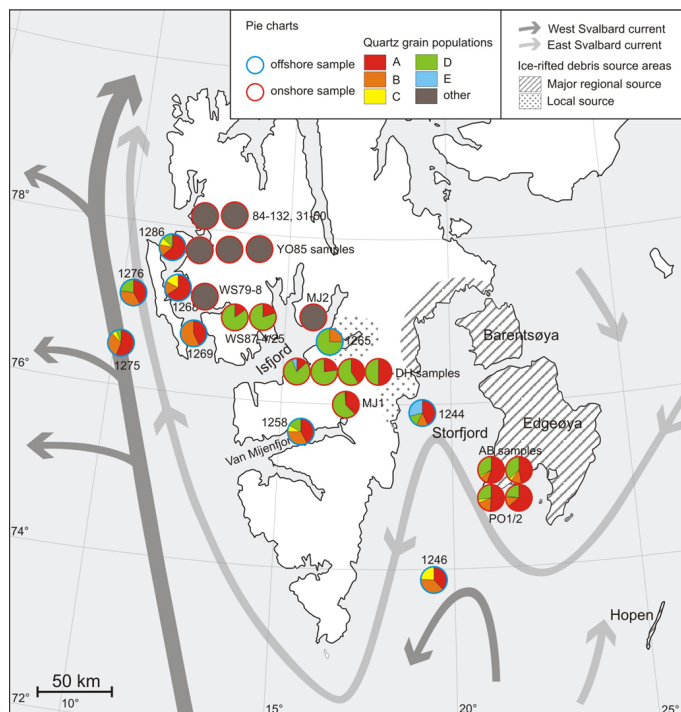 Pie charts
offshore sample
onshore sample
Quartz grain populations
A
B
C
D
E
other
West Svalbard current
East Svalbard current
Ice-rifted debris source areas
Major regional source
Local source
78°
84-132, 31-50
1286
YO85 samples
1276
WS79-8
MJ2
1268
76°
WS87-4/25
1265
Barentsøya
1269
Isfjord
1275
DH samples
MJ1
1244
Edgeøya
1258
Storfjord
Van Mijenfjord
AB samples
74°
PO1/2
1246
Hopen
50 km
72°
10°
15°
20°
25°